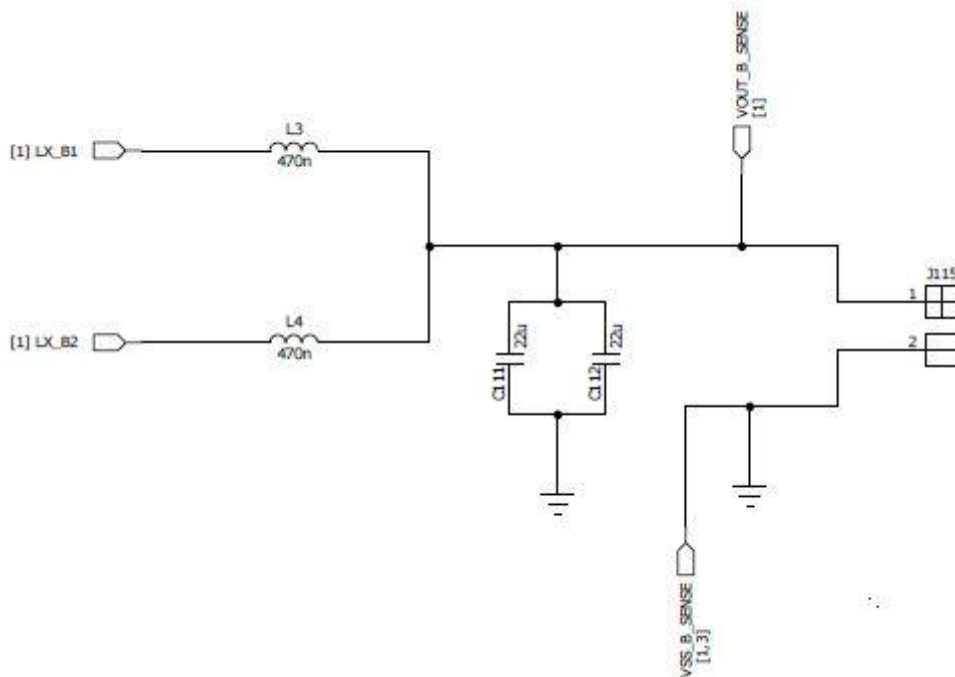 VOUT_B_SENSE
[1]
L3
[1] LX_B1
470n
J115
1
L4
[1] LX_B2
470n
22u
22u
2
C111
C112
VSS_B_SENSE
[1,3]